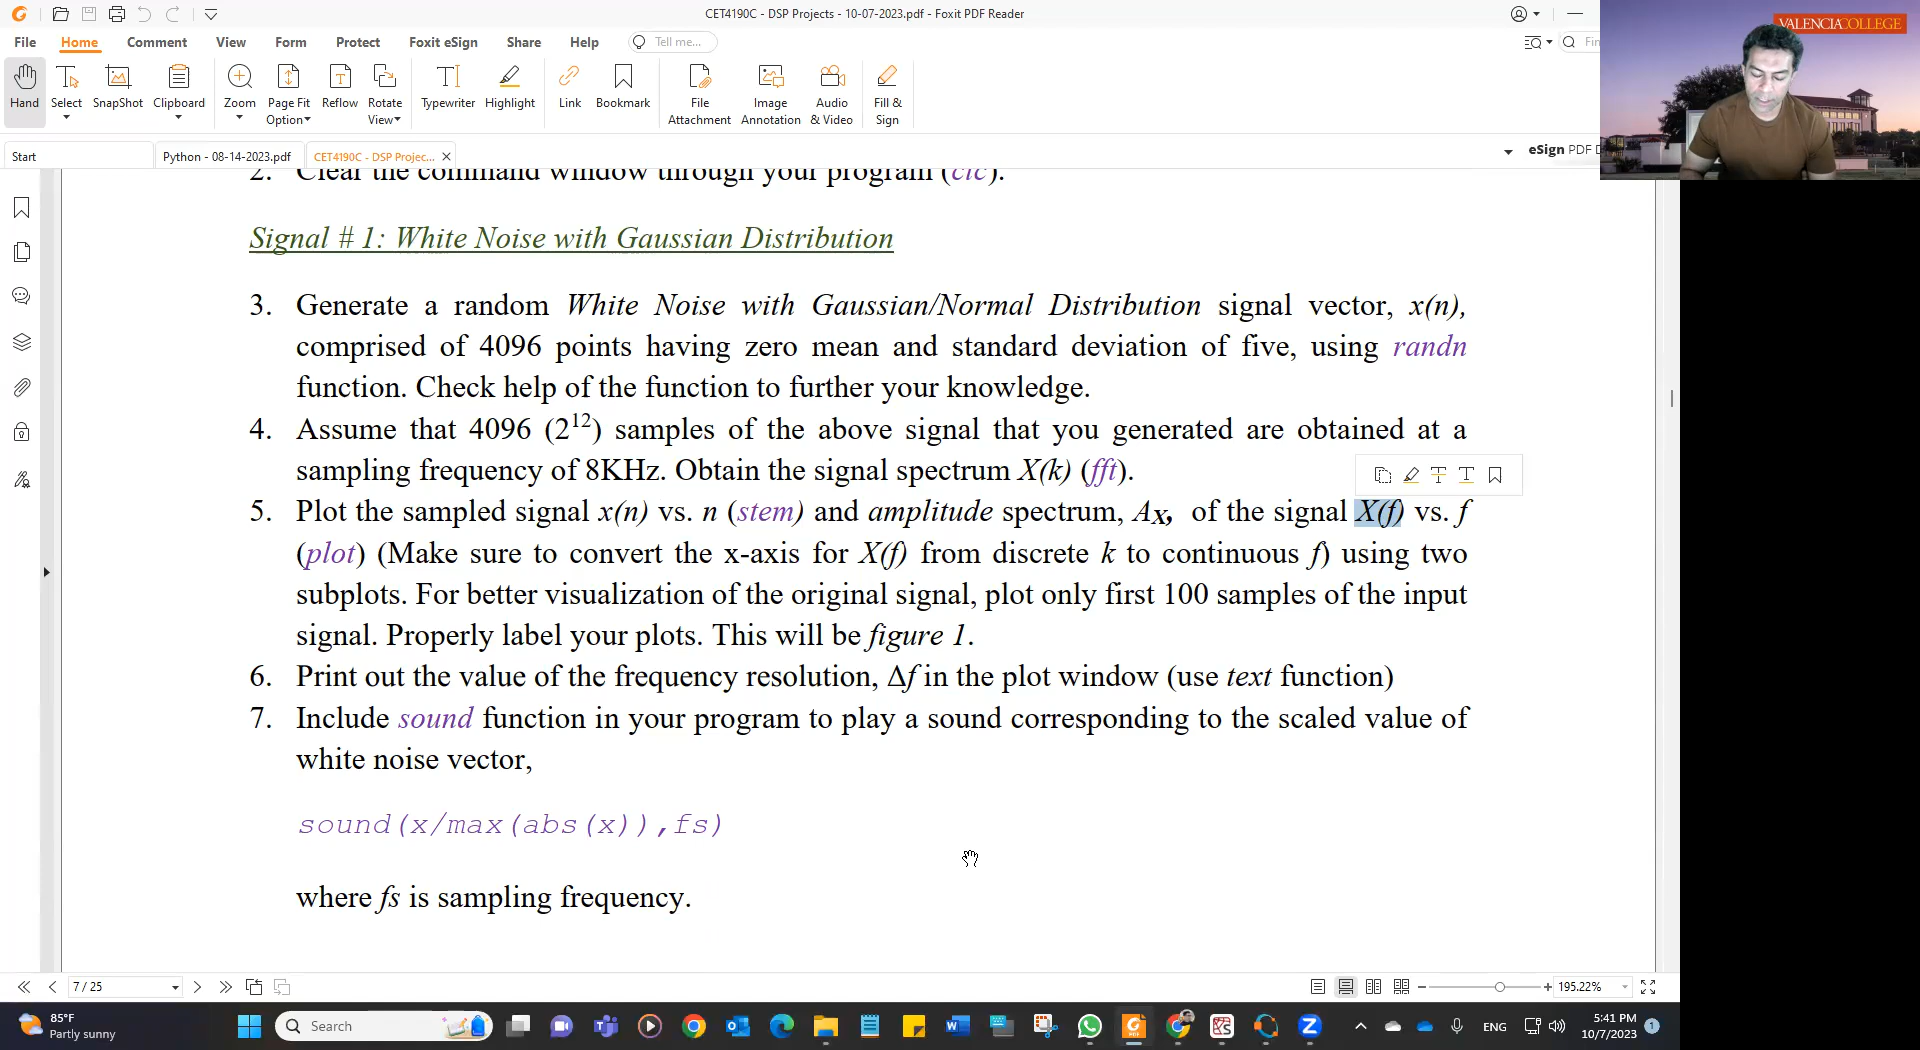 CET4190C - DSP Projects - 10-07-2023.pdf - Foxit PDF Reader
VALENCIACOLLEGE
File Home Comment View Form Protect Foxit eSign Share Help Tell me...
Hand Select SnapShot Clipboard Zoom Page Fit Option Reflow Rotate View Typewriter Highlight Link Bookmark File Attachment Image Annotation Audio & Video Fill & Sign
Start Python - 08-14-2023.pdf CET4190C - DSP Projec... eSign PDF
2. Clear the command window through your program (clc).
Signal # 1: White Noise with Gaussian Distribution
3. Generate a random White Noise with Gaussian/Normal Distribution signal vector, x(n),
comprised of 4096 points having zero mean and standard deviation of five, using randn
function. Check help of the function to further your knowledge.
4. Assume that 4096 (2¹²) samples of the above signal that you generated are obtained at a
sampling frequency of 8KHz. Obtain the signal spectrum X(k) (fft).
5. Plot the sampled signal x(n) vs. n (stem) and amplitude spectrum, AX, of the signal X(f) vs. f
(plot) (Make sure to convert the x-axis for X(f) from discrete k to continuous f) using two
subplots. For better visualization of the original signal, plot only first 100 samples of the input
signal. Properly label your plots. This will be figure 1.
6. Print out the value of the frequency resolution, Δf in the plot window (use text function)
7. Include sound function in your program to play a sound corresponding to the scaled value of
white noise vector,
sound(x/max(abs(x)),fs)
where fs is sampling frequency.
7 / 25
195.22%
85°F
Partly sunny
Search
ENG
5:41 PM
10/7/2023
1